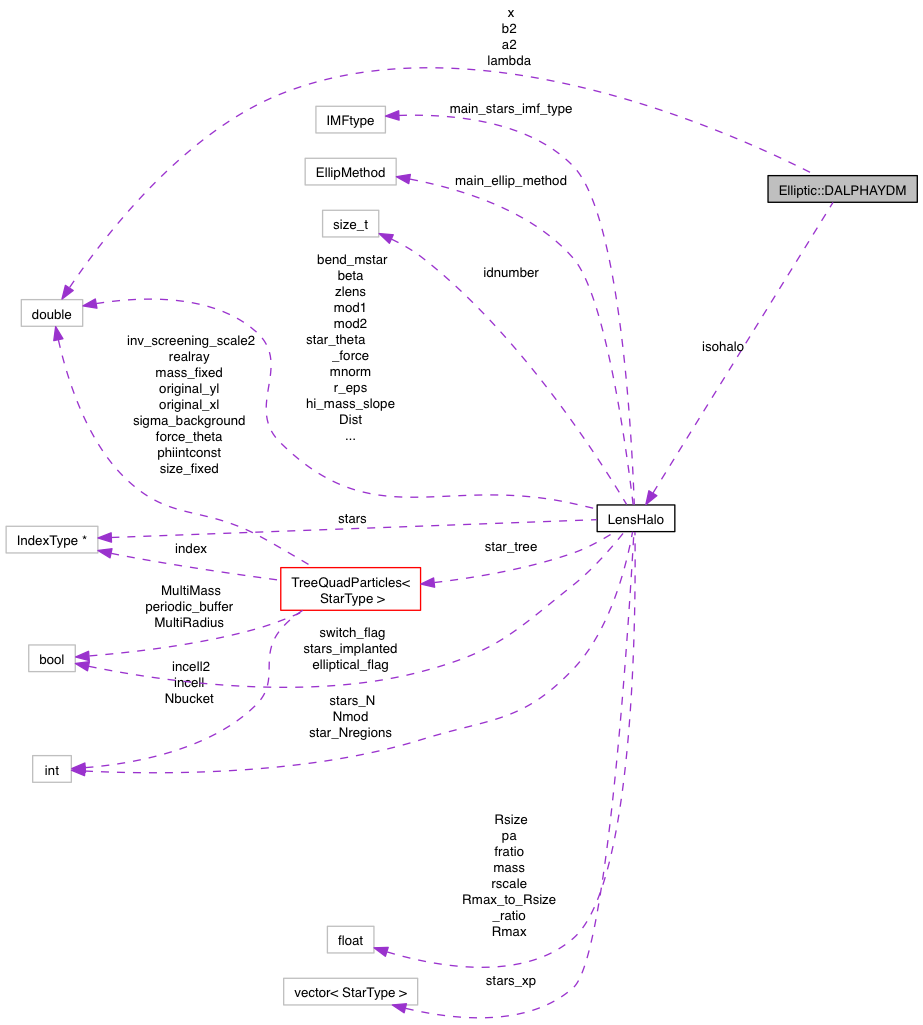 x
b2
a2
lambda
IMFtype
main_stars_imf_type
EllipMethod
main_ellip_method
Elliptic::DALPHAYDM
size_t
idnumber
bend_mstar
beta
zlens
mod1
mod2
star_theta
_force
mnorm
r_eps
hi_mass_slope
Dist
...
double
inv_screening_scale2
realray
mass_fixed
original_yl
original_xl
sigma_background
force_theta
phiintconst
size_fixed
isohalo
LensHalo
stars
IndexType *
index
star_tree
TreeQuadParticles<
StarType >
MultiMass
periodic_buffer
MultiRadius
switch_flag
stars_implanted
elliptical_flag
bool
incell2
incell
Nbucket
stars_N
Nmod
star_Nregions
int
Rsize
pa
fratio
mass
rscale
Rmax_to_Rsize
_ratio
Rmax
float
stars_xp
vector< StarType >